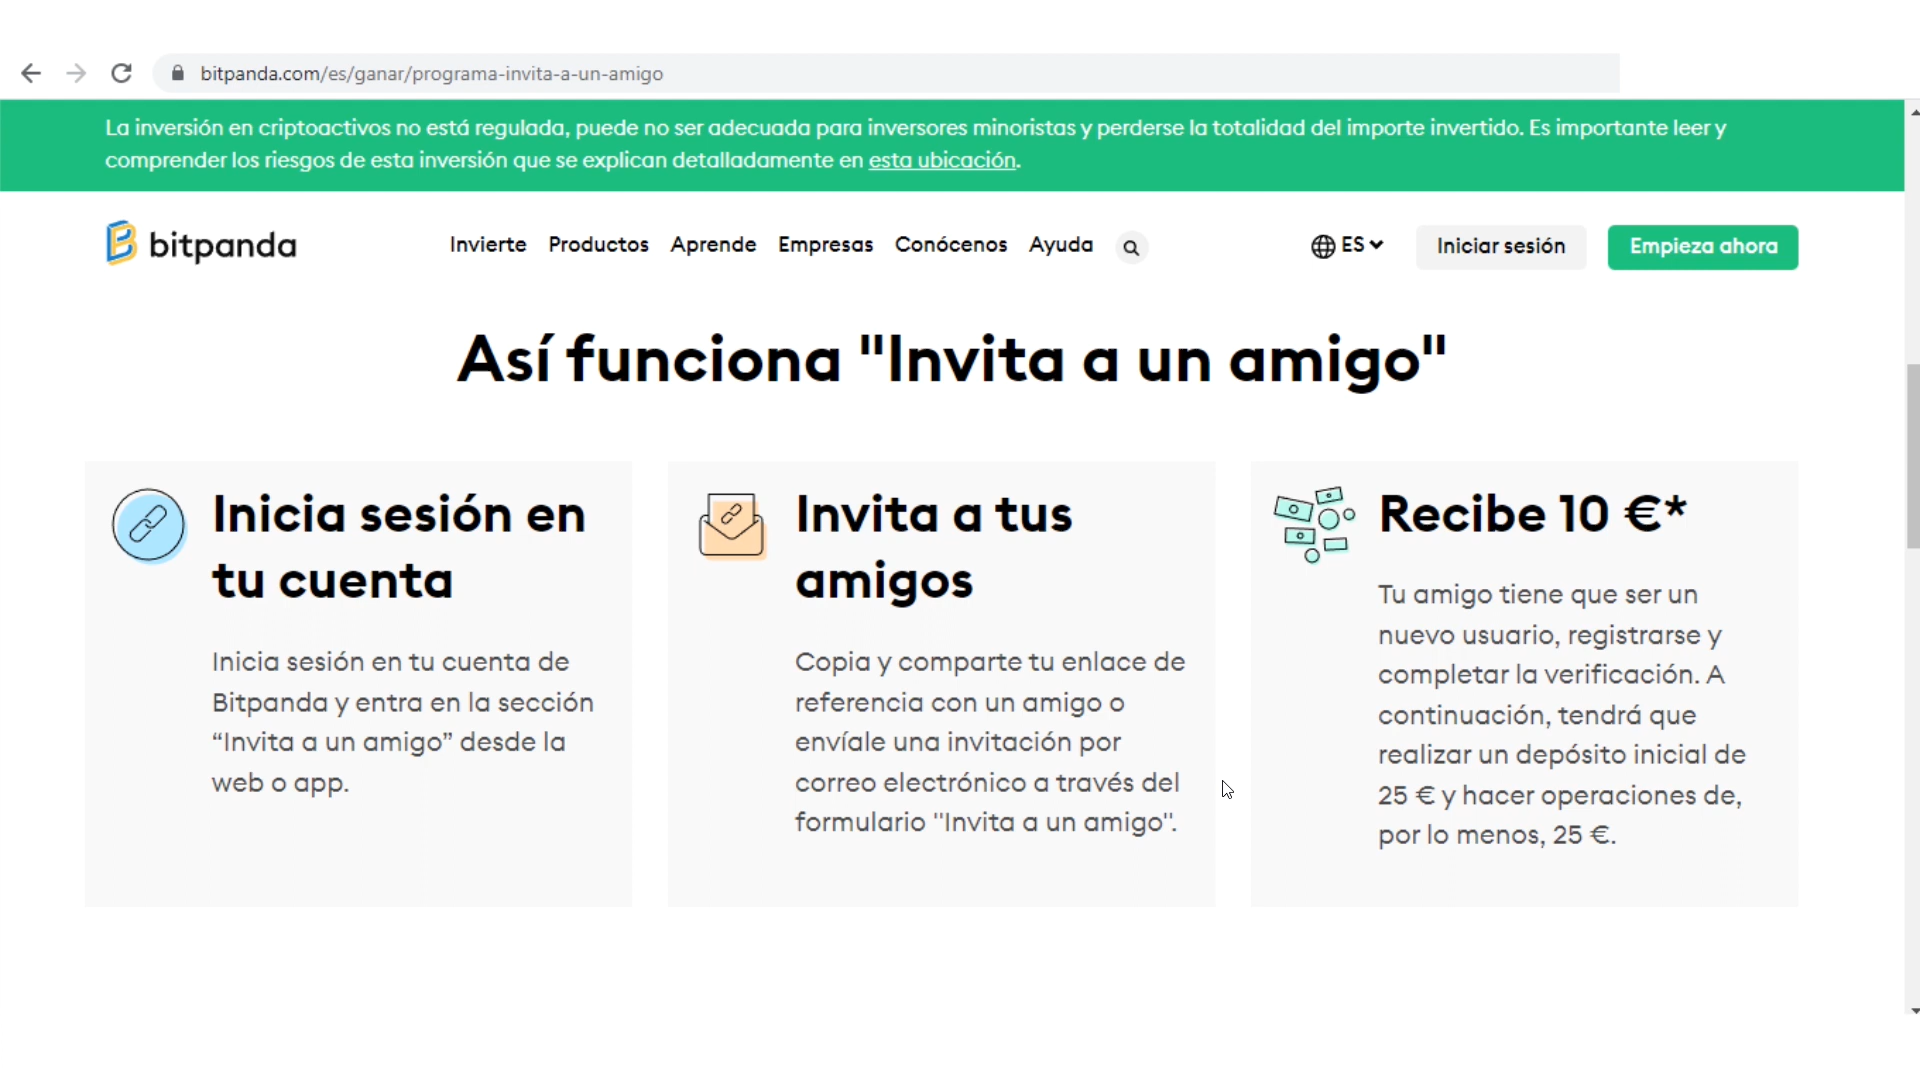 bitpanda.com/es/ganar/programa-invita-a-un-amigo
La inversión en criptoactivos no está regulada, puede no ser adecuada para inversores minoristas y perderse la totalidad del importe invertido. Es importante leer y
comprender los riesgos de esta inversión que se explican detalladamente en esta ubicación.
bitpanda
Invierte Productos Aprende Empresas Conócenos Ayuda
ES
Iniciar sesión
Empieza ahora
Así funciona "Invita a un amigo"
Inicia sesión en
tu cuenta
Inicia sesión en tu cuenta de
Bitpanda y entra en la sección
“Invita a un amigo” desde la
web o app.
Invita a tus
amigos
Copia y comparte tu enlace de
referencia con un amigo o
envíale una invitación por
correo electrónico a través del
formulario "Invita a un amigo".
Recibe 10 €*
Tu amigo tiene que ser un
nuevo usuario, registrarse y
completar la verificación. A
continuación, tendrá que
realizar un depósito inicial de
25 € y hacer operaciones de,
por lo menos, 25 €.